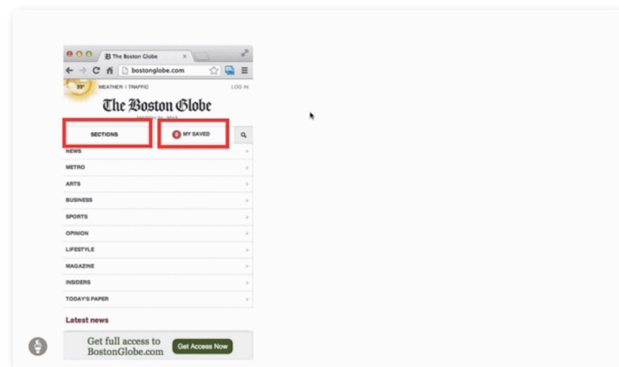 The Boston Globe
bostonglobe.com
WEATHER | TRAFFIC LOG IN
The Boston Globe
SECTIONS MY SAVED
NEWS
METRO
ARTS
BUSINESS
SPORTS
OPINION
LIFESTYLE
MAGAZINE
INSIDERS
TODAY'S PAPER
Latest news
Get full access to
BostonGlobe.com
Get Access Now